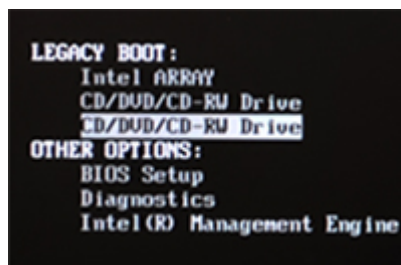 LEGACY BOOT:
Intel ARRAY
CD/DVD/CD-RW Drive
CD/DVD/CD-RW Drive
OTHER OPTIONS:
BIOS Setup
Diagnostics
Intel(R) Management Engine